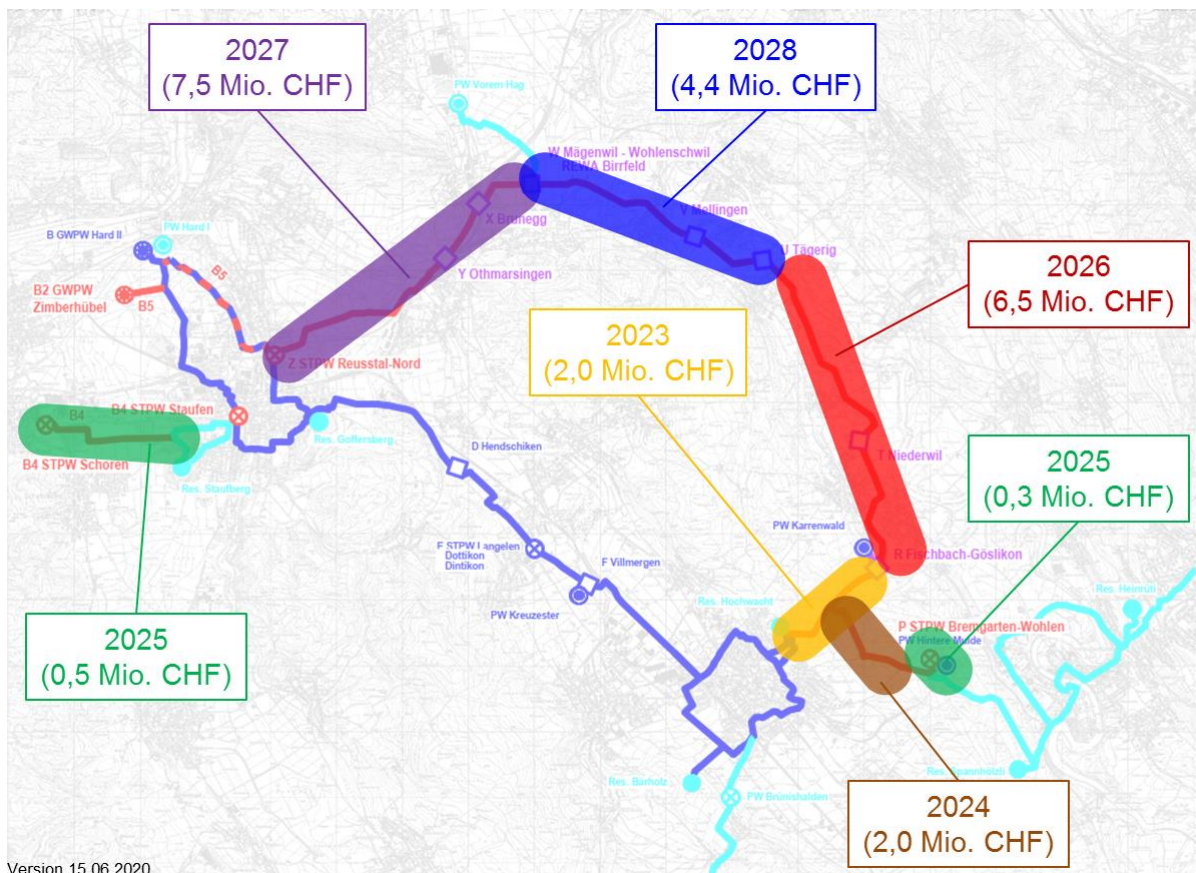 2027
(7,5 Mio. CHF)
2028
(4,4 Mio. CHF)
PW Vorem Hag
W Mägenwil - Wohlenschwil
REWA Birrfeld
X Brunegg
V Mellingen
U Tägerig
Y Othmarsingen
B GWPW Hard II
PW Hard I
B5
B2 GWPW
Zimberhübel
B5
2026
(6,5 Mio. CHF)
2023
(2,0 Mio. CHF)
Z STPW Reusstal-Nord
B4
B4 STPW Staufen
B4 STPW Schoren
Res. Staufberg
Res. Goffersberg
D Hendschiken
T Niederwil
2025
(0,3 Mio. CHF)
E STPW Langelen
Dottikon
Dintikon
F Villmergen
PW Kreuzester
PW Karrenwald
R Fischbach-Göslikon
Res. Heinrüti
2025
(0,5 Mio. CHF)
P STPW Bremgarten-Wohlen
PW Hintere Mulde
Res. Bärholz
PW Brünishalden
2024
(2,0 Mio. CHF)
Version 15.06.2020